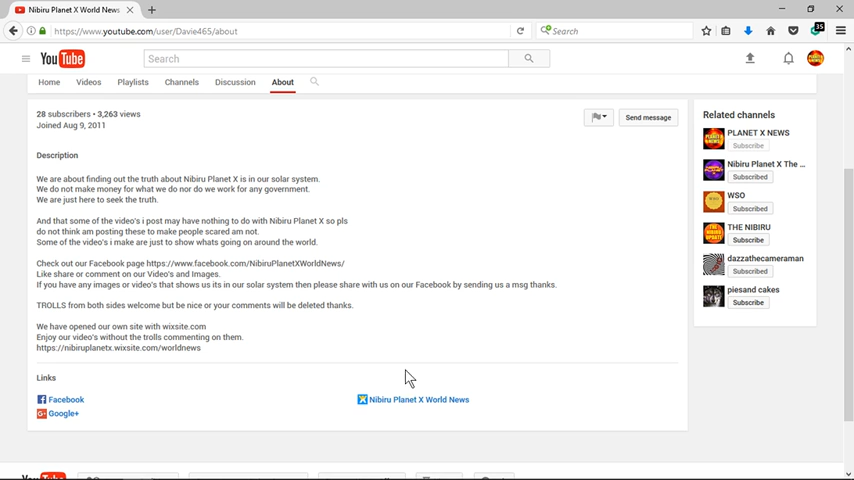 Nibiru Planet X World News
https://www.youtube.com/user/Davie465/about
Search
35
YouTube
Search
Home Videos Playlists Channels Discussion About
28 subscribers • 3,263 views
Joined Aug 9, 2011
Send message
Description
We are about finding out the truth about Nibiru Planet X is in our solar system.
We do not make money for what we do nor do we work for any government.
We are just here to seek the truth.
And that some of the video's i post may have nothing to do with Nibiru Planet X so pls
do not think am posting these to make people scared am not.
Some of the video's i make are just to show whats going on around the world.
Check out our Facebook page https://www.facebook.com/NibiruPlanetXWorldNews/
Like share or comment on our Video's and Images.
If you have any images or video's that shows us its in our solar system then please share with us on our Facebook by sending us a msg thanks.
TROLLS from both sides welcome but be nice or your comments will be deleted thanks.
We have opened our own site with wixsite.com
Enjoy our video's without the trolls commenting on them.
https://nibiruplanetx.wixsite.com/worldnews
Links
Facebook
Nibiru Planet X World News
Google+
Related channels
PLANET X NEWS
Subscribe
Nibiru Planet X The ...
Subscribed
WSO
Subscribed
THE NIBIRU
Subscribe
dazzathecameraman
Subscribed
piesand cakes
Subscribe